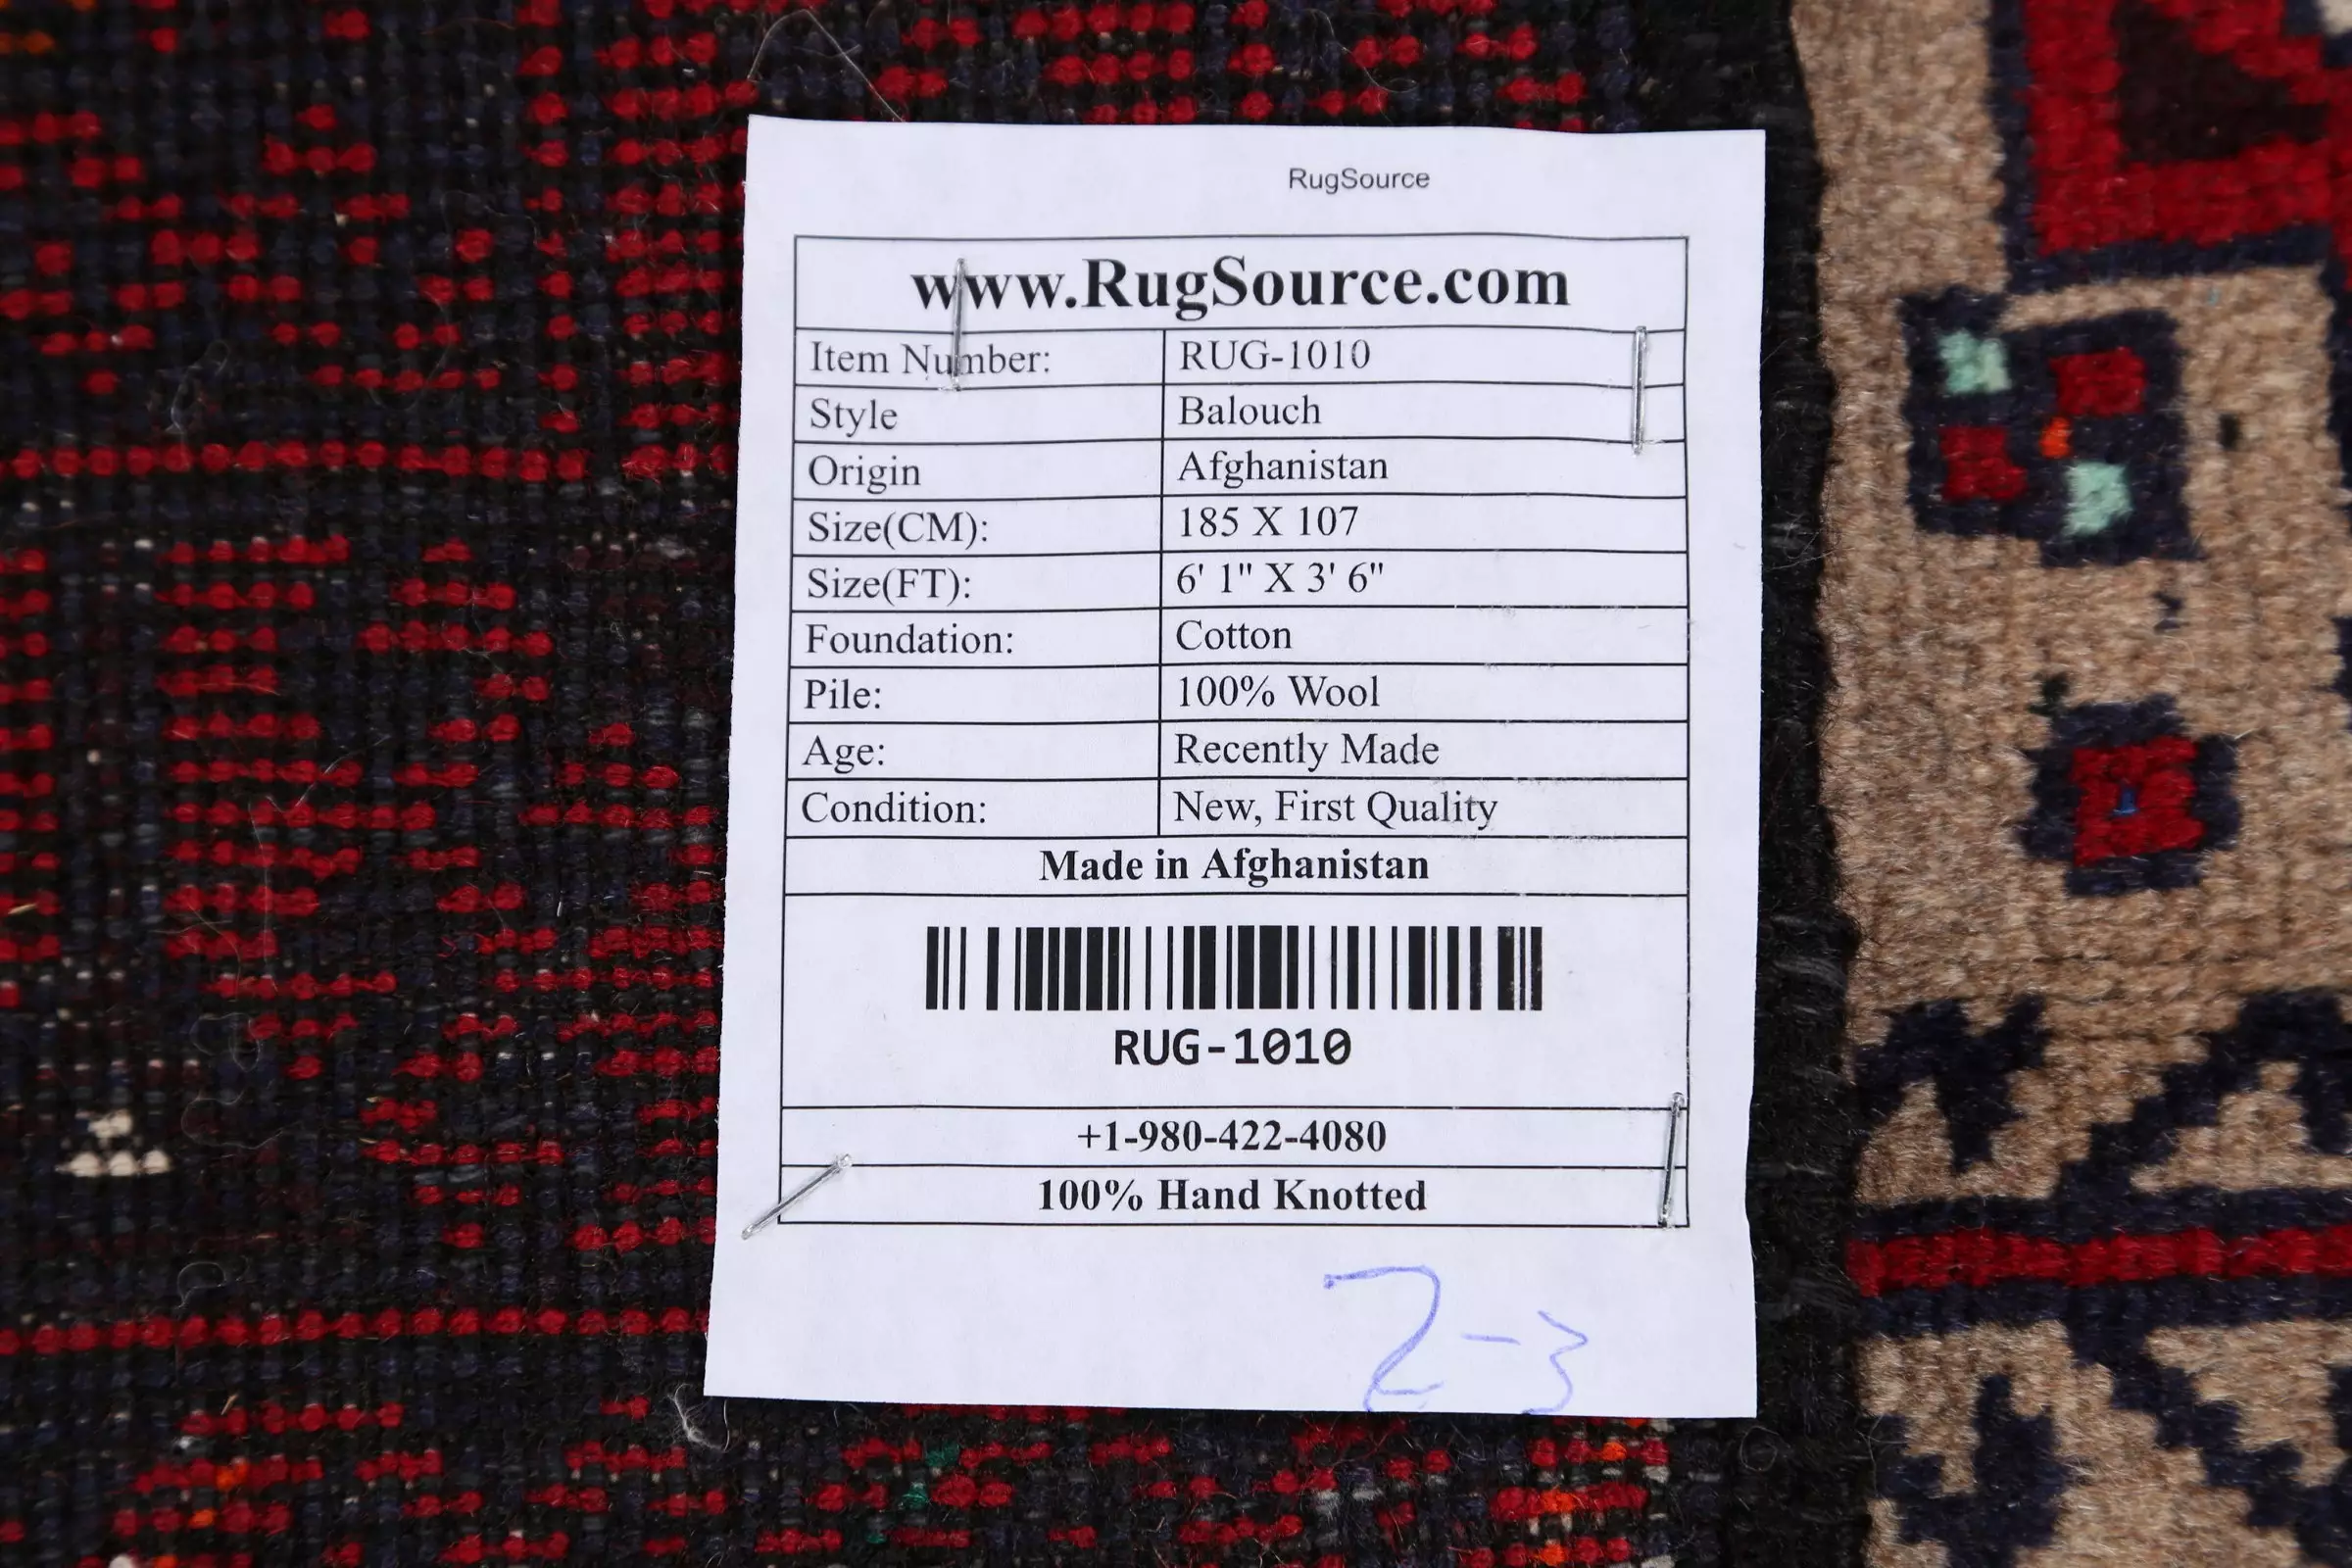 RugSource
www.RugSource.com
Item Number: RUG-1010
Style Balouch
Origin Afghanistan
Size(CM): 185 X 107
Size(FT): 6' 1" X 3' 6"
Foundation: Cotton
Pile: 100% Wool
Age: Recently Made
Condition: New, First Quality
Made in Afghanistan
RUG-1010
+1-980-422-4080
100% Hand Knotted
2-3